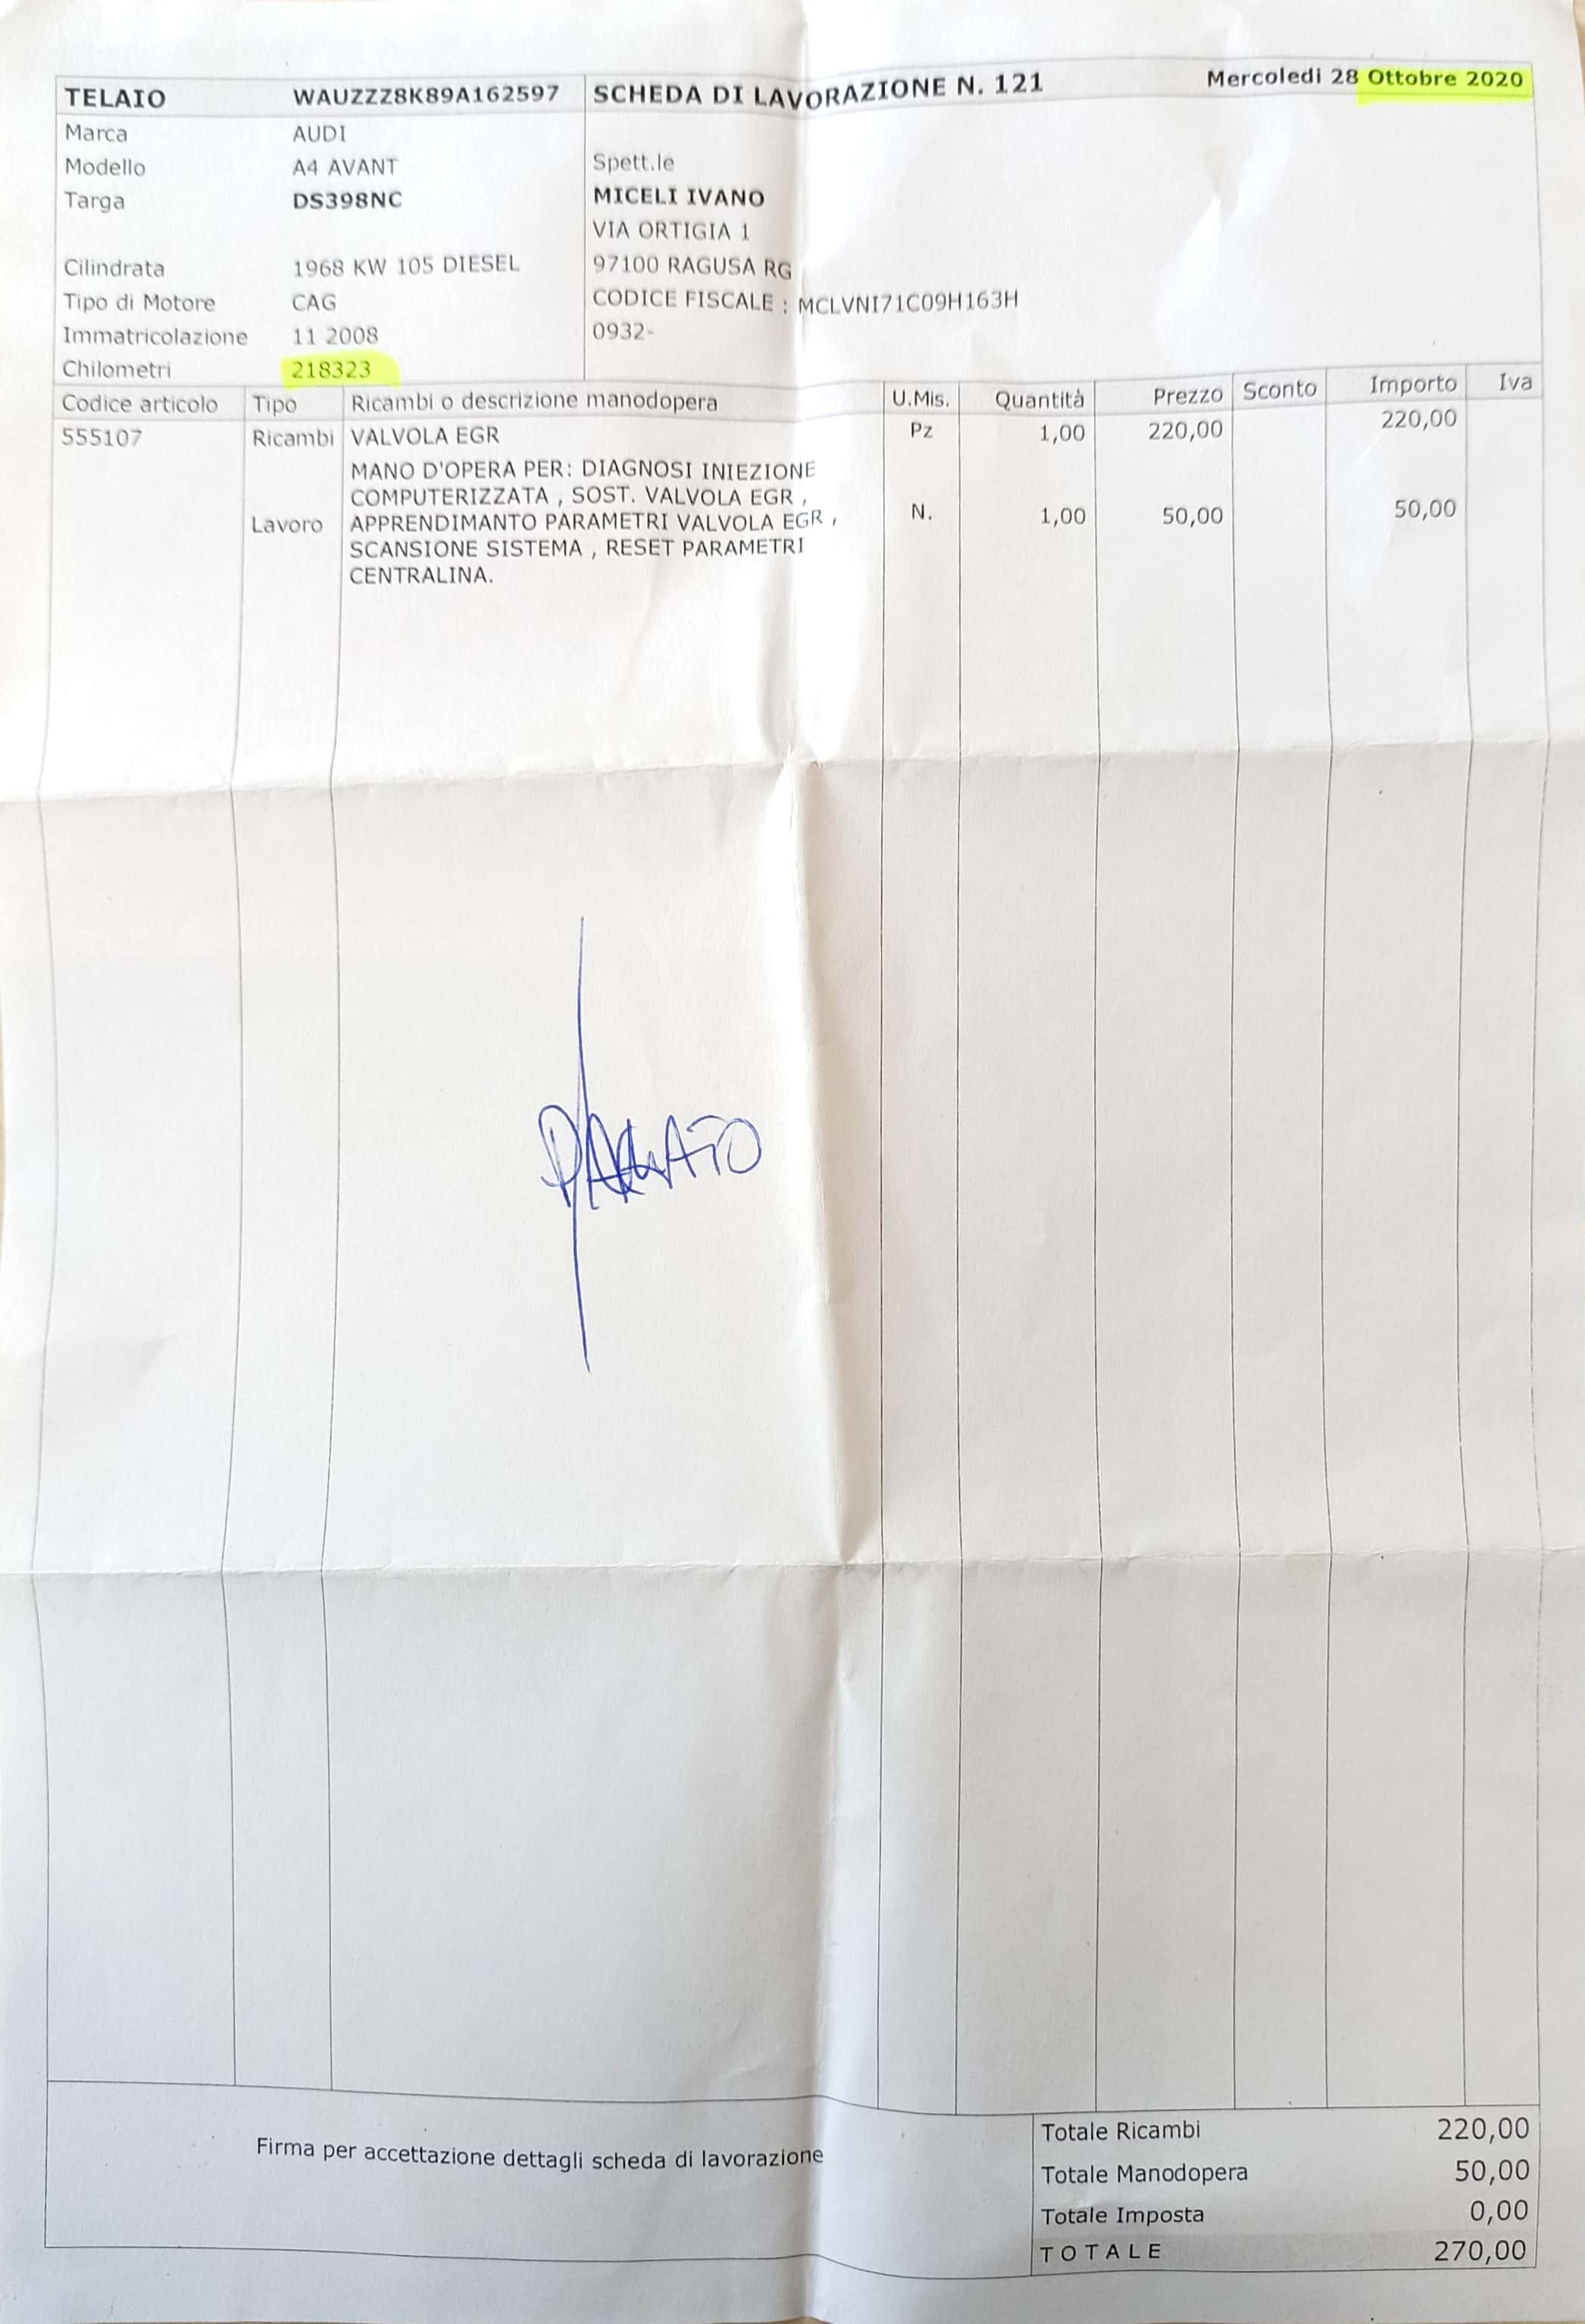 TELAIO WAUZZZ8K89A162597 SCHEDA DI LAVORAZIONE N. 121 Mercoledi 28 Ottobre 2020
Marca AUDI
Modello A4 AVANT Spett.le
Targa DS398NC MICELI IVANO
VIA ORTIGIA 1
Cilindrata 1968 KW 105 DIESEL 97100 RAGUSA RG
Tipo di Motore CAG CODICE FISCALE : MCLVNI71C09H163H
Immatricolazione 11 2008 0932-
Chilometri 218323
Codice articolo Tipo Ricambi o descrizione manodopera U.Mis. Quantità Prezzo Sconto Importo Iva
555107 Ricambi VALVOLA EGR Pz 1,00 220,00 220,00
MANO D'OPERA PER: DIAGNOSI INIEZIONE
COMPUTERIZZATA , SOST. VALVOLA EGR ,
Lavoro APPRENDIMANTO PARAMETRI VALVOLA EGR , N. 1,00 50,00 50,00
SCANSIONE SISTEMA , RESET PARAMETRI
CENTRALINA.
Firma per accettazione dettagli scheda di lavorazione
Totale Ricambi 220,00
Totale Manodopera 50,00
Totale Imposta 0,00
TOTALE 270,00